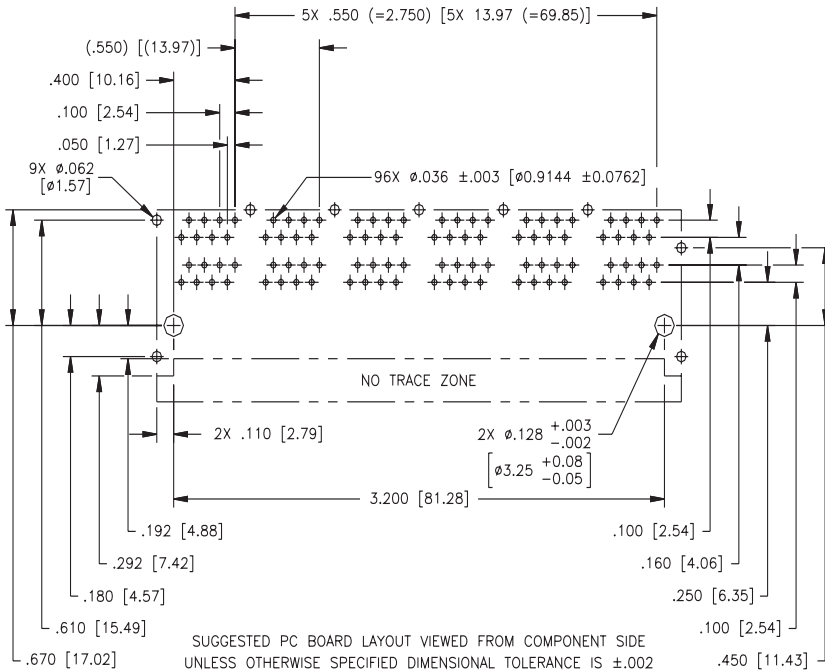 5X .550 (=2.750) [5X 13.97 (=69.85)]
(.550) [(13.97)]
.400 [10.16]
.100 [2.54]
.050 [1.27]
9X ø.062
[ø1.57]
96X ø.036 ±.003 [ø0.9144 ±0.0762]
NO TRACE ZONE
2X .110 [2.79]
2X ø.128 +.003
-.002
[ø3.25 +0.08
-0.05]
3.200 [81.28]
.192 [4.88]
.100 [2.54]
.292 [7.42]
.160 [4.06]
.180 [4.57]
.250 [6.35]
.610 [15.49]
.100 [2.54]
.670 [17.02]
.450 [11.43]
SUGGESTED PC BOARD LAYOUT VIEWED FROM COMPONENT SIDE
UNLESS OTHERWISE SPECIFIED DIMENSIONAL TOLERANCE IS ±.002